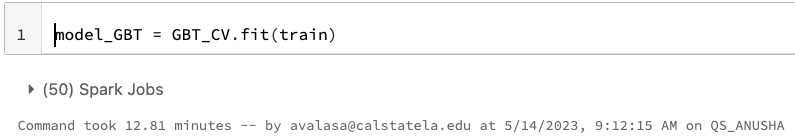 1 model_GBT = GBT_CV.fit(train)
(50) Spark Jobs
Command took 12.81 minutes -- by avalasa@calstatela.edu at 5/14/2023, 9:12:15 AM on QS_ANUSHA